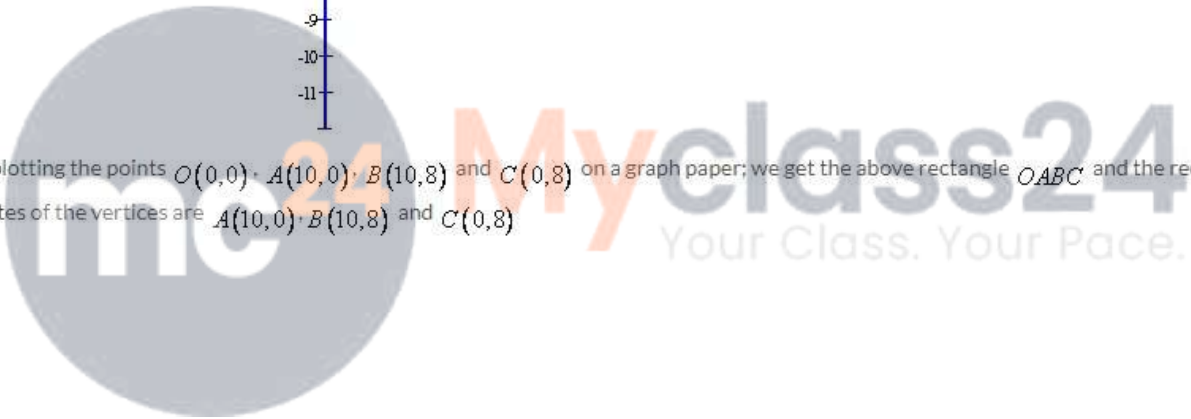 -9
-10
-11
plotting the points O(0,0), A(10,0), B(10,8) and C(0,8) on a graph paper; we get the above rectangle OABC and the
tes of the vertices are A(10,0), B(10,8) and C(0,8)
mc24 Myclass24
Your Class. Your Pace.